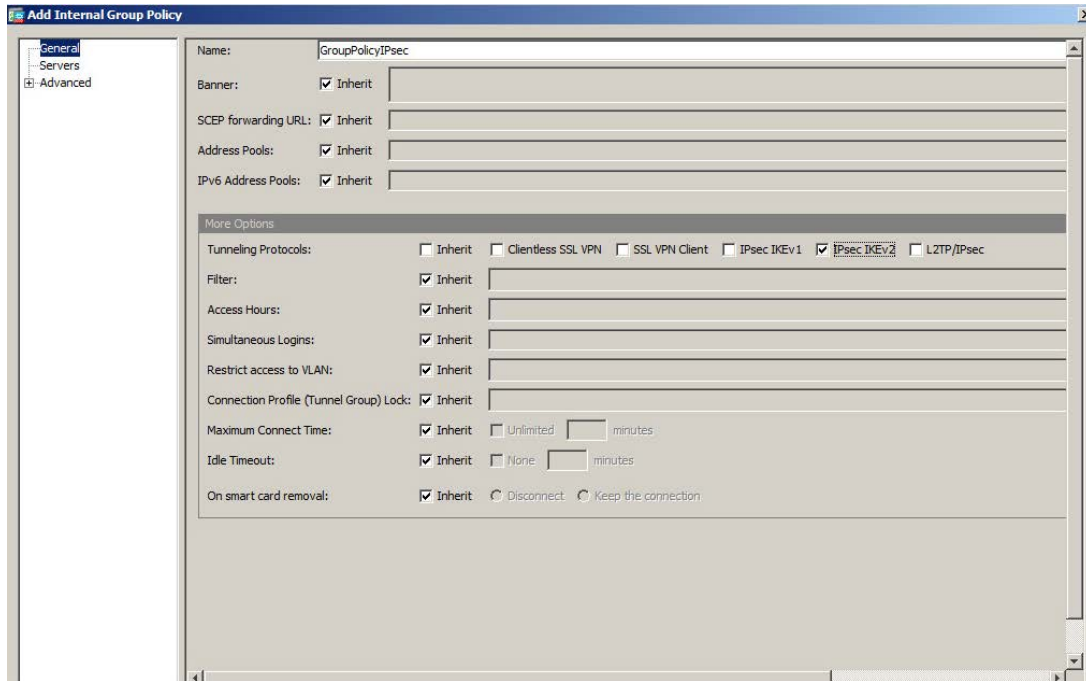 Add Internal Group Policy
General
Servers
Advanced
Name: GroupPolicyIPsec
Banner: Inherit
SCEP forwarding URL: Inherit
Address Pools: Inherit
IPv6 Address Pools: Inherit
More Options
Tunneling Protocols: Inherit Clientless SSL VPN SSL VPN Client IPsec IKEv1 IPsec IKEv2 L2TP/IPsec
Filter: Inherit
Access Hours: Inherit
Simultaneous Logins: Inherit
Restrict access to VLAN: Inherit
Connection Profile (Tunnel Group) Lock: Inherit
Maximum Connect Time: Inherit Unlimited minutes
Idle Timeout: Inherit None minutes
On smart card removal: Inherit Disconnect Keep the connection